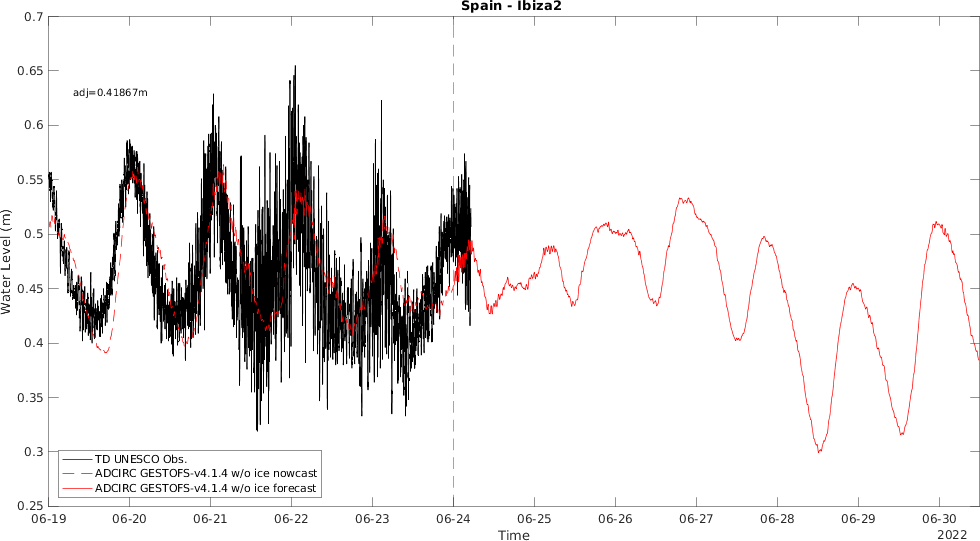 Spain - Ibiza2
0.7
0.65
0.6
0.55
0.5
0.45
0.4
0.35
0.3
0.25
Water Level (m)
adj=0.41867m
TD UNESCO Obs.
ADCIRC GESTOFS-v4.1.4 w/o ice nowcast
ADCIRC GESTOFS-v4.1.4 w/o ice forecast
06-19 06-20 06-21 06-22 06-23 06-24 06-25 06-26 06-27 06-28 06-29 06-30
Time
2022